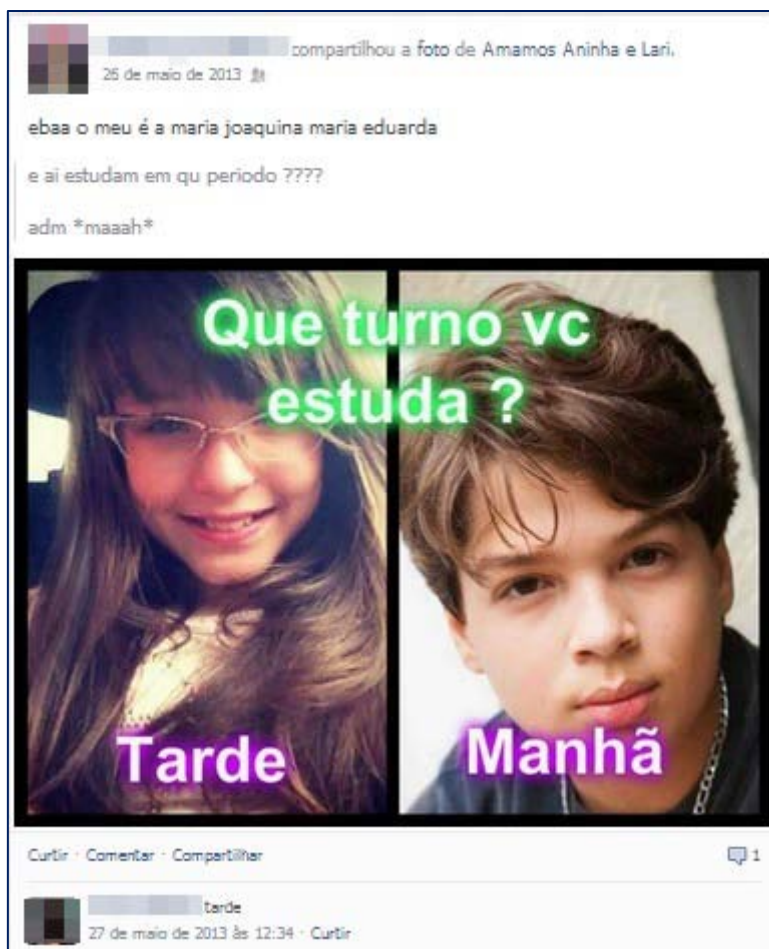 compartilhou a foto de Amamos Aninha e Lari.
26 de maio de 2013
ebaa o meu é a maria joaquina maria eduarda
e ai estudam em qu periodo ????
adm *maaah*
Que turno vc
estuda ?
Tarde
Manhã
Curtir · Comentar · Compartilhar
1
tarde
27 de maio de 2013 às 12:34 · Curtir